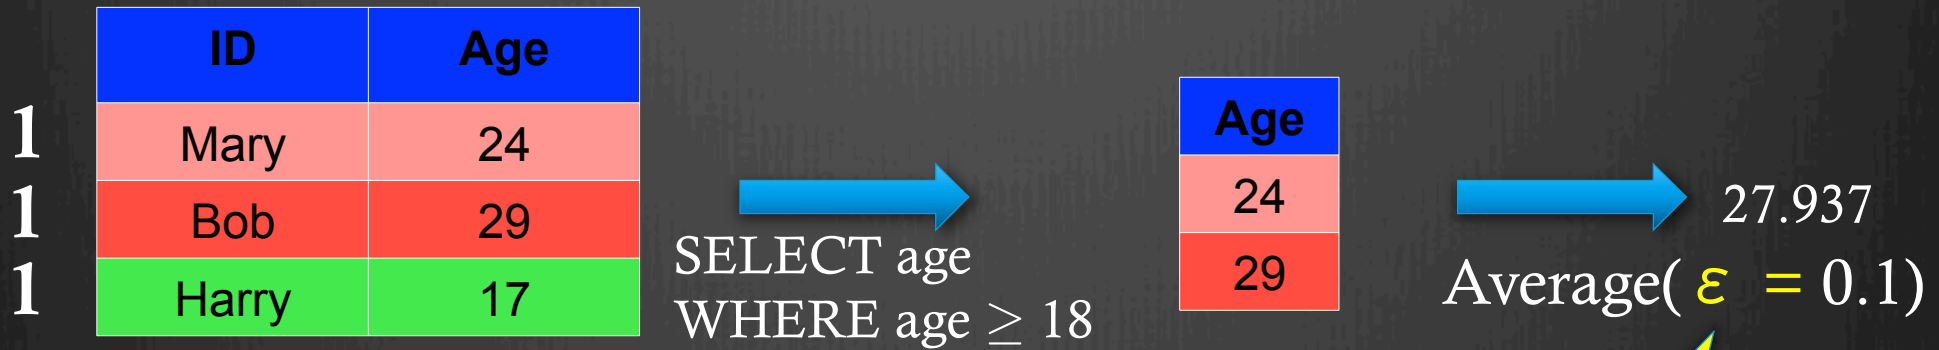 ID Age
1 Mary 24
1 Bob 29
1 Harry 17
SELECT age
WHERE age ≥ 18
Age
24
29
27.937
Average( ε = 0.1)